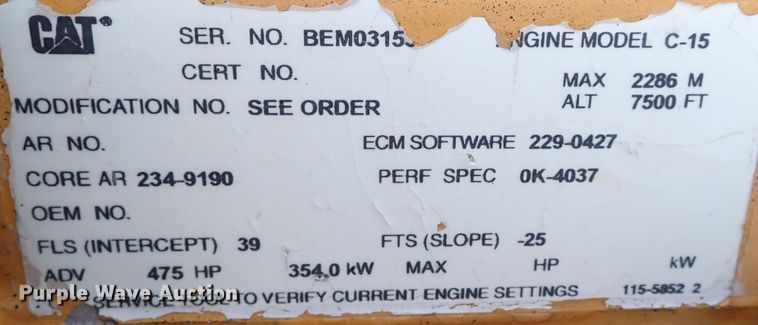 CAT® SER. NO. ENGINE MODEL C-15
CERT NO.
MAX 2286 M
MODIFICATION NO. SEE ORDER ALT 7500 FT
AR NO. ECM SOFTWARE 229-0427
CORE AR 234-9190 PERF SPEC 0K-4037
OEM NO.
FLS (INTERCEPT) 39 FTS (SLOPE) -25
ADV 475 HP 354.0 kW MAX HP kW
SERVICE TOOL TO VERIFY CURRENT ENGINE SETTINGS 115-5852 2
Purple Wave Auction